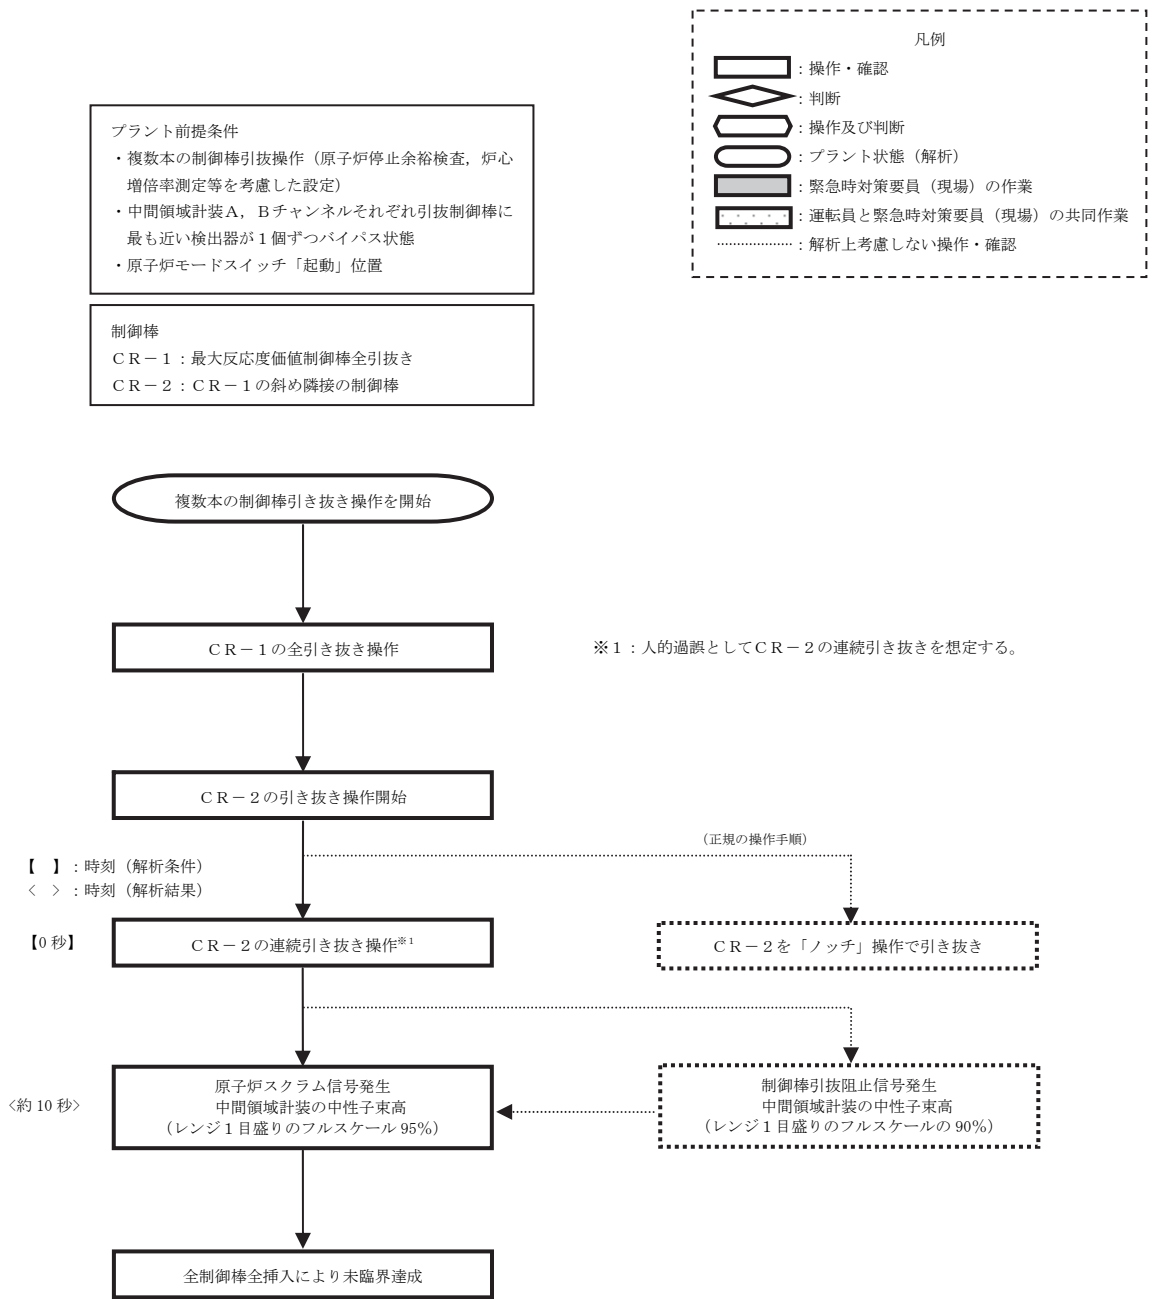 凡例
：操作・確認
：判断
：操作及び判断
：プラント状態（解析）
：緊急時対策要員（現場）の作業
：運転員と緊急時対策要員（現場）の共同作業
：解析上考慮しない操作・確認
プラント前提条件
・複数本の制御棒引抜操作（原子炉停止余裕検査，炉心
増倍率測定等を考慮した設定）
・中間領域計装Ａ，Ｂチャンネルそれぞれ引抜制御棒に
最も近い検出器が１個ずつバイパス状態
・原子炉モードスイッチ「起動」位置
制御棒
ＣＲ－１：最大反応度価値制御棒全引抜き
ＣＲ－２：ＣＲ－１の斜め隣接の制御棒
複数本の制御棒引き抜き操作を開始
ＣＲ－１の全引き抜き操作
※１：人的過誤としてＣＲ－２の連続引き抜きを想定する。
ＣＲ－２の引き抜き操作開始
（正規の操作手順）
【　】：時刻（解析条件）
＜　＞：時刻（解析結果）
【0 秒】
ＣＲ－２の連続引き抜き操作※1
ＣＲ－２を「ノッチ」操作で引き抜き
<約 10 秒>
原子炉スクラム信号発生
中間領域計装の中性子束高
（レンジ１目盛りのフルスケール 95%）
制御棒引抜阻止信号発生
中間領域計装の中性子束高
（レンジ１目盛りのフルスケールの 90%）
全制御棒全挿入により未臨界達成